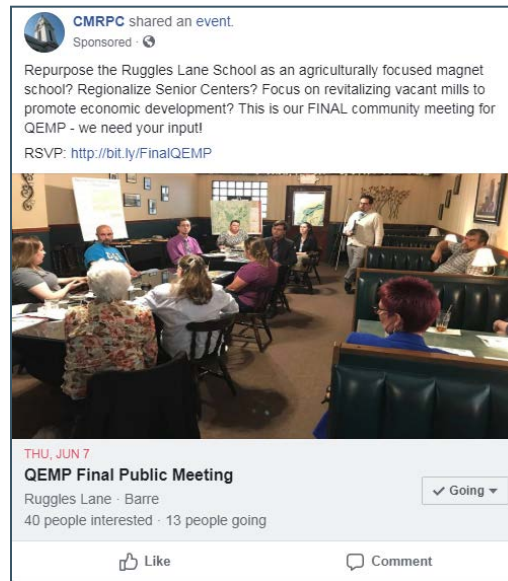 CMRPC shared an event.
Sponsored ·
Repurpose the Ruggles Lane School as an agriculturally focused magnet
school? Regionalize Senior Centers? Focus on revitalizing vacant mills to
promote economic development? This is our FINAL community meeting for
QEMP - we need your input!
RSVP: http://bit.ly/FinalQEMP
THU, JUN 7
QEMP Final Public Meeting
Ruggles Lane · Barre
40 people interested · 13 people going
✓ Going
Like
Comment